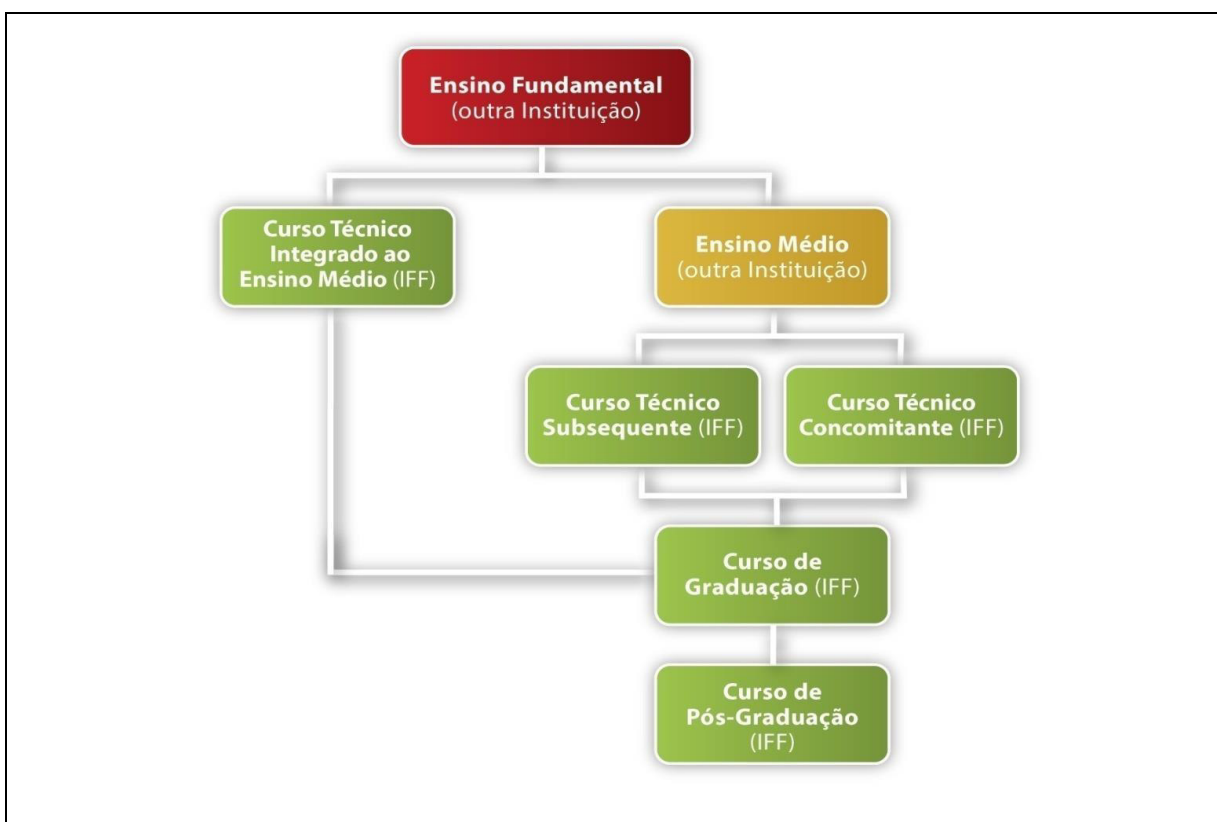 Ensino Fundamental
(outra Instituição)
Curso Técnico
Integrado ao
Ensino Médio (IFF)
Ensino Médio
(outra Instituição)
Curso Técnico
Subsequente (IFF)
Curso Técnico
Concomitante (IFF)
Curso de
Graduação (IFF)
Curso de
Pós-Graduação
(IFF)